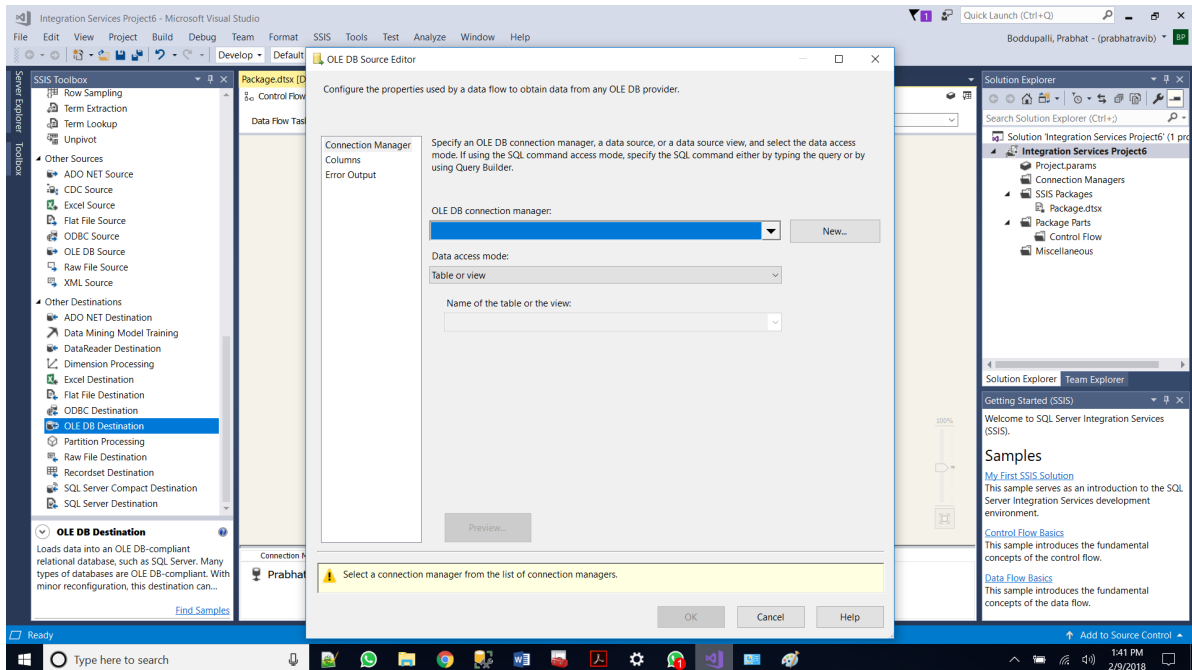 Integration Services Project6 - Microsoft Visual Studio
1
Quick Launch (Ctrl+Q)
File Edit View Project Build Debug Team Format SSIS Tools Test Analyze Window Help
Boddupalli, Prabhat - (prabhatravib)
BP
Develop
Default
Server Explorer
Toolbox
SSIS Toolbox
Row Sampling
Term Extraction
Term Lookup
Unpivot
Other Sources
ADO NET Source
CDC Source
Excel Source
Flat File Source
ODBC Source
OLE DB Source
Raw File Source
XML Source
Other Destinations
ADO NET Destination
Data Mining Model Training
DataReader Destination
Dimension Processing
Excel Destination
Flat File Destination
ODBC Destination
OLE DB Destination
Partition Processing
Raw File Destination
Recordset Destination
SQL Server Compact Destination
SQL Server Destination
OLE DB Destination
Loads data into an OLE DB-compliant
relational database, such as SQL Server. Many
types of databases are OLE DB-compliant. With
minor reconfiguration, this destination can...
Find Samples
Package.dtsx [D
Control Flow
Data Flow Tas
Connection M
Prabhat
OLE DB Source Editor
Configure the properties used by a data flow to obtain data from any OLE DB provider.
Connection Manager
Columns
Error Output
Specify an OLE DB connection manager, a data source, or a data source view, and select the data access
mode. If using the SQL command access mode, specify the SQL command either by typing the query or by
using Query Builder.
OLE DB connection manager:
New...
Data access mode:
Table or view
Name of the table or the view:
Preview...
Select a connection manager from the list of connection managers.
OK Cancel Help
100%
Solution Explorer
Search Solution Explorer (Ctrl+;)
Solution 'Integration Services Project6' (1 pro
Integration Services Project6
Project.params
Connection Managers
SSIS Packages
Package.dtsx
Package Parts
Control Flow
Miscellaneous
Solution Explorer Team Explorer
Getting Started (SSIS)
Welcome to SQL Server Integration Services
(SSIS).
Samples
My First SSIS Solution
This sample serves as an introduction to the SQL
Server Integration Services development
environment.
Control Flow Basics
This sample introduces the fundamental
concepts of the control flow.
Data Flow Basics
This sample introduces the fundamental
concepts of the data flow.
Ready
Add to Source Control
Type here to search
1:41 PM
2/9/2018